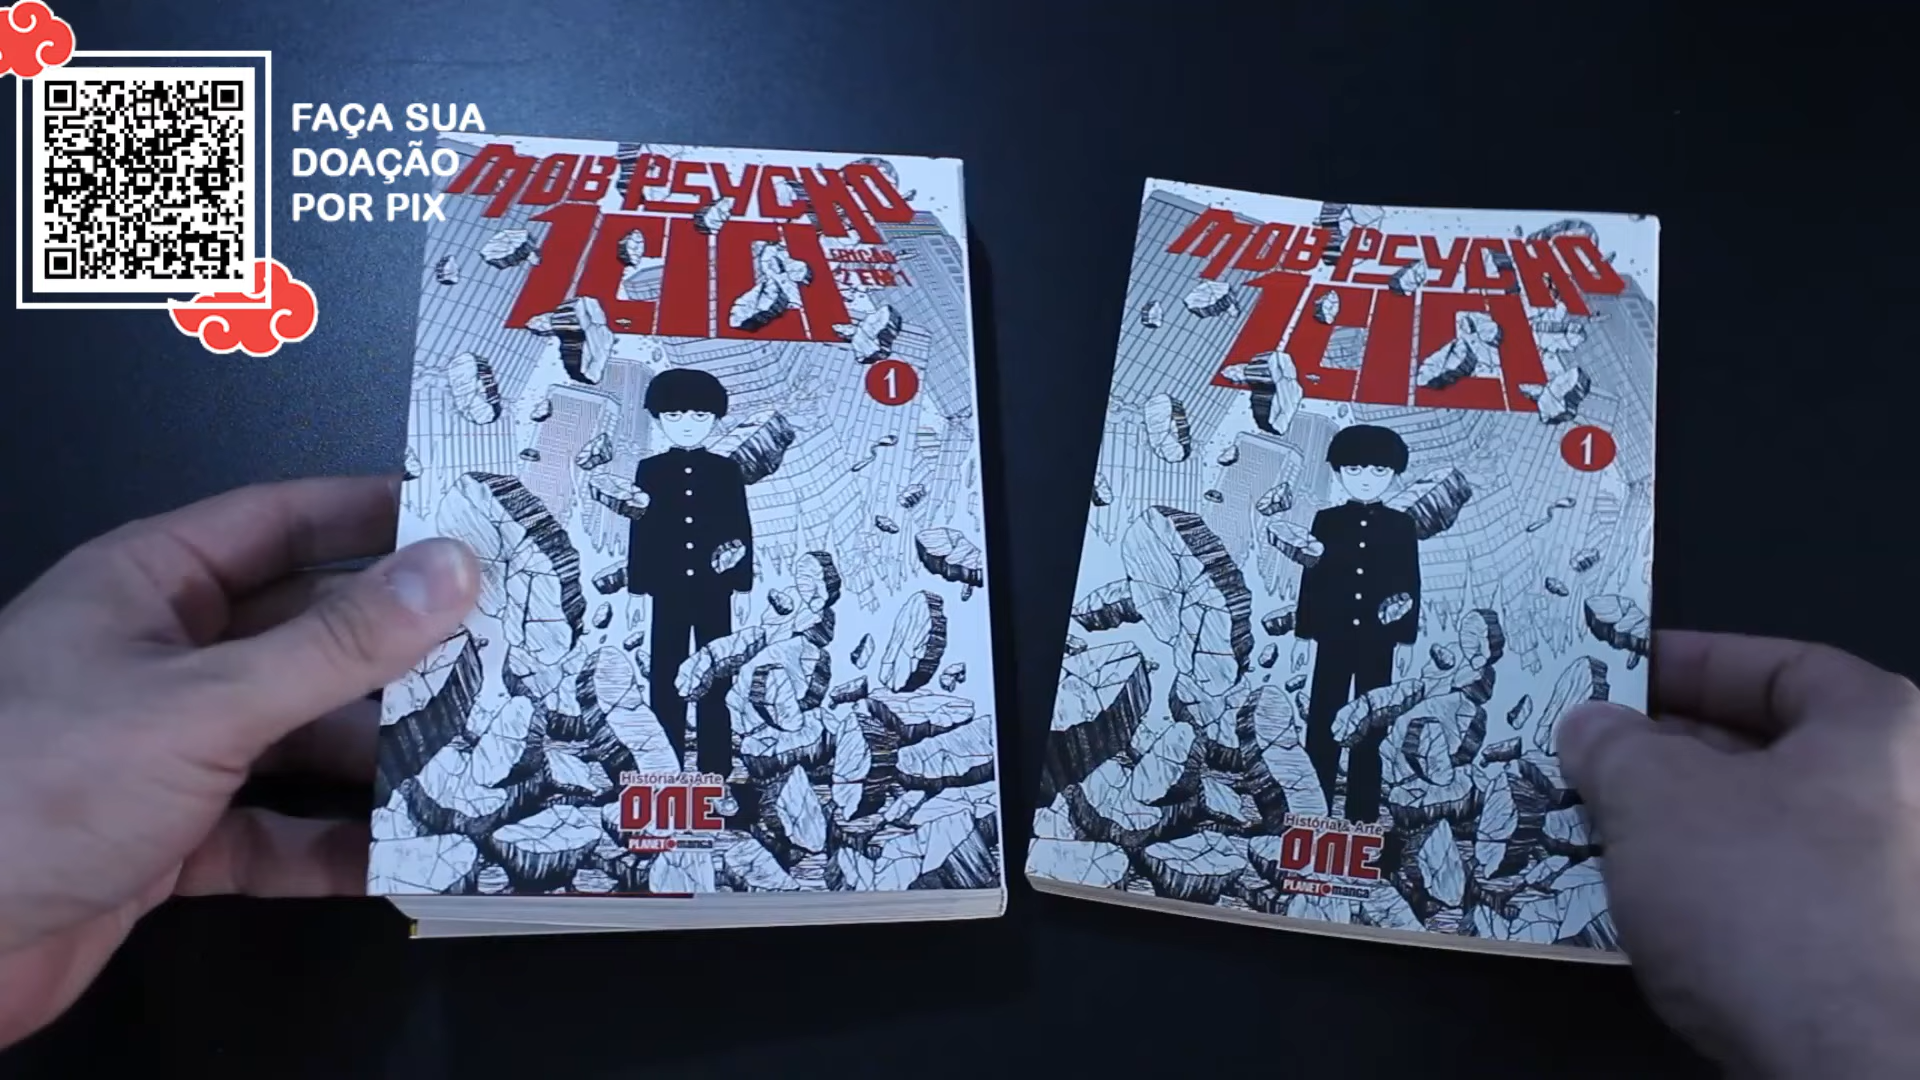 FAÇA SUA
DOAÇÃO
POR PIX
MOB PSYCHO
100
EDIÇÃO
2 EM 1
1
História & Arte
ONE
PLANET manga
MOB PSYCHO
100
1
História & Arte
ONE
PLANET manga